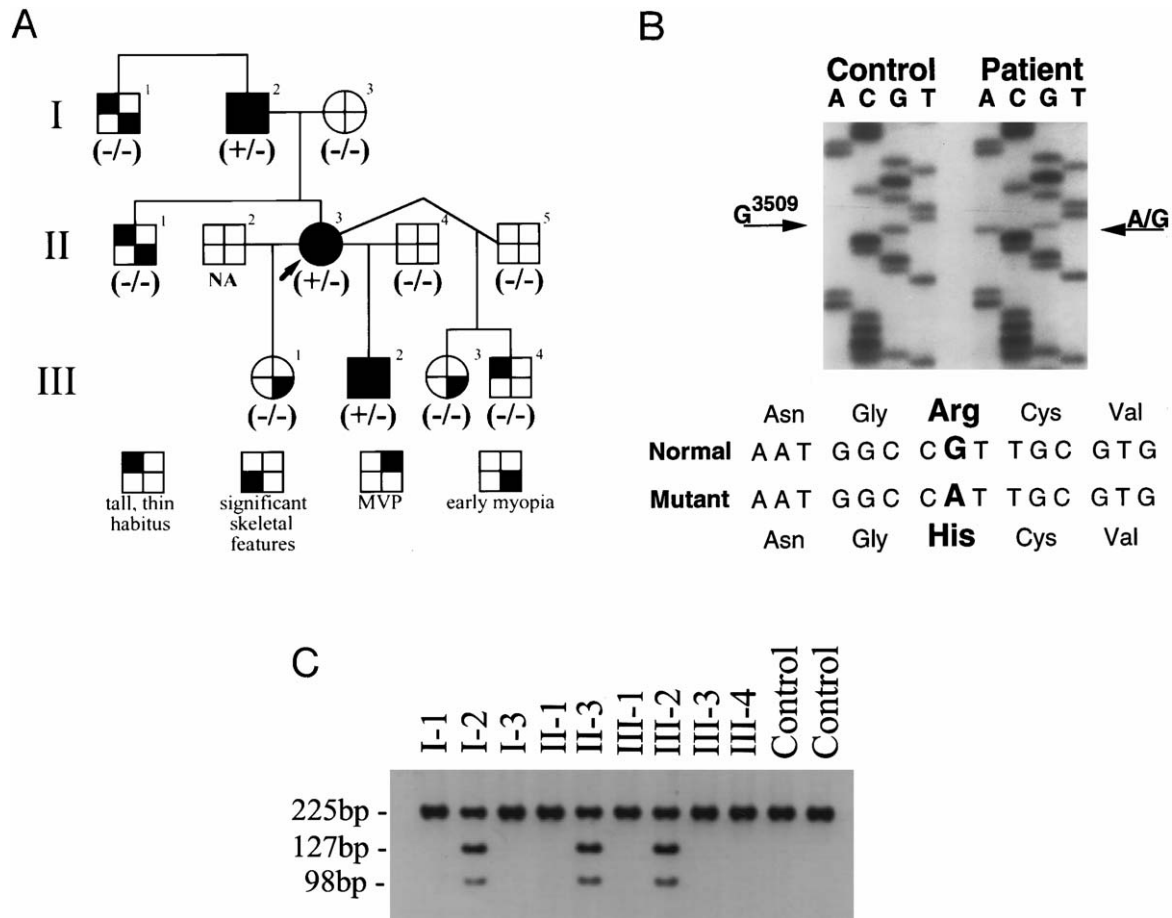 A
I
1
2
3
(-/-)
(+/-)
(-/-)
II
1
2
3
4
5
(-/-)
NA
(+/-)
(-/-)
(-/-)
III
1
2
3
4
(-/-)
(+/-)
(-/-)
(-/-)
tall, thin
habitus
significant
skeletal
features
MVP
early myopia
B
Control Patient
A C G T A C G T
G3509
A/G
Asn Gly Arg Cys Val
Normal AAT GGC CGT TGC GTG
Mutant AAT GGC CAT TGC GTG
Asn Gly His Cys Val
C
I-1
I-2
I-3
II-1
II-3
III-1
III-2
III-3
III-4
Control
Control
225bp -
127bp -
98bp -